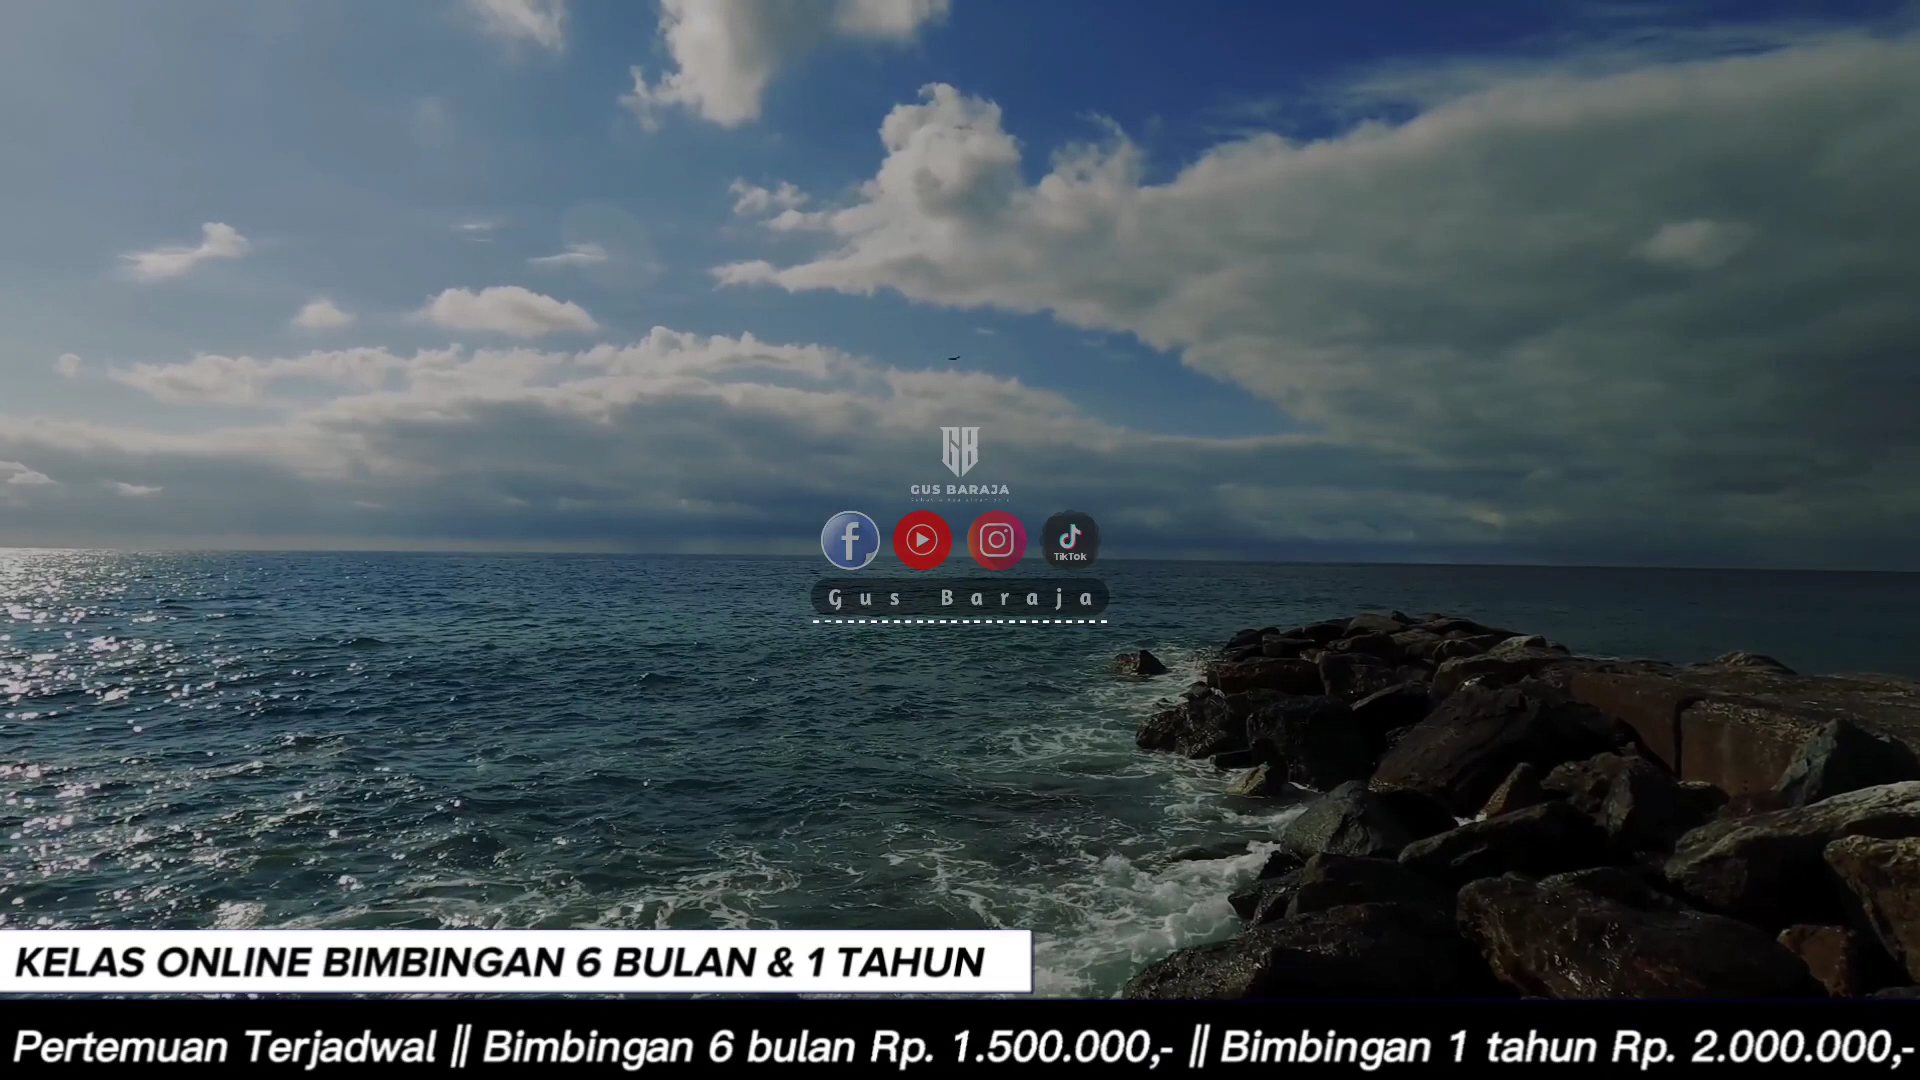 GUS BARAJA
TikTok
Gus Baraja
KELAS ONLINE BIMBINGAN 6 BULAN & 1 TAHUN
Pertemuan Terjadwal || Bimbingan 6 bulan Rp. 1.500.000,- || Bimbingan 1 tahun Rp. 2.000.000,-